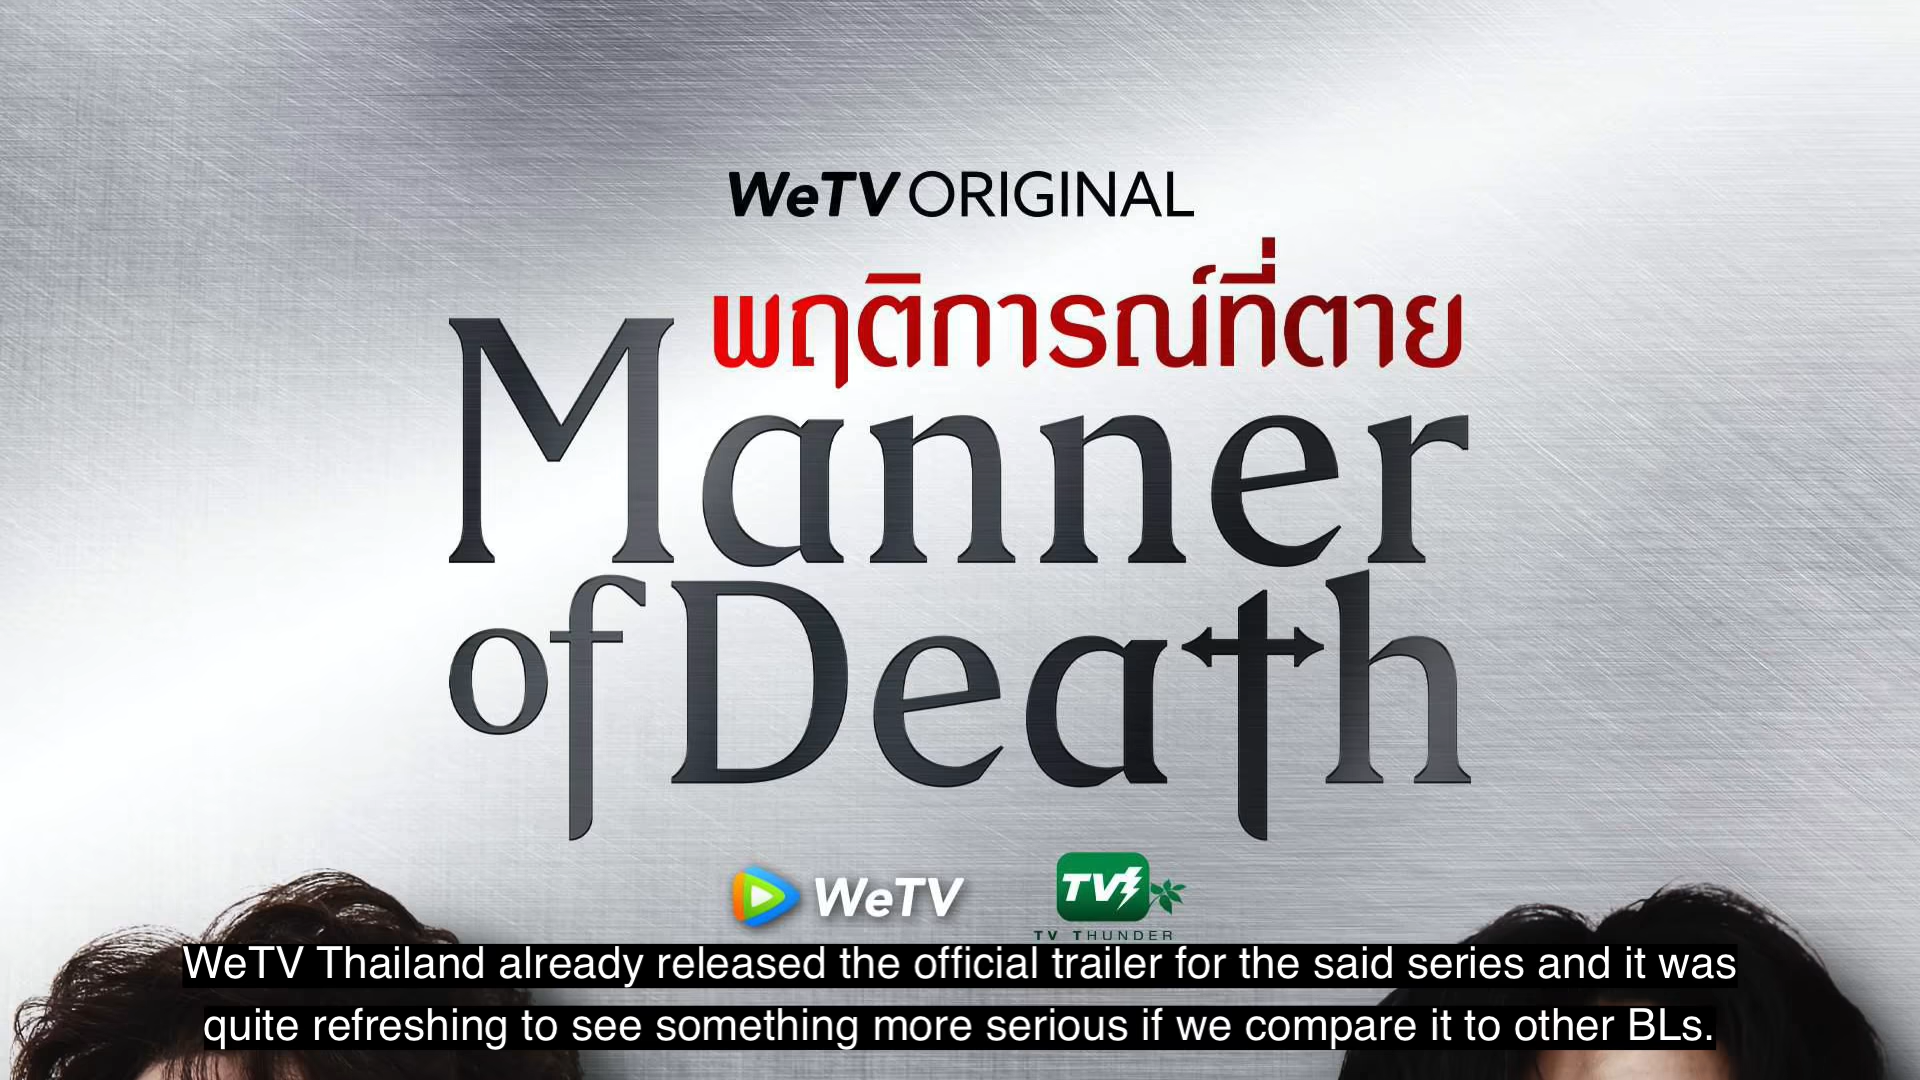 WeTV ORIGINAL
พฤติการณ์ที่ตาย
Manner
of Death
WeTV
TV
TV THUNDER
WeTV Thailand already released the official trailer for the said series and it was
quite refreshing to see something more serious if we compare it to other BLs.